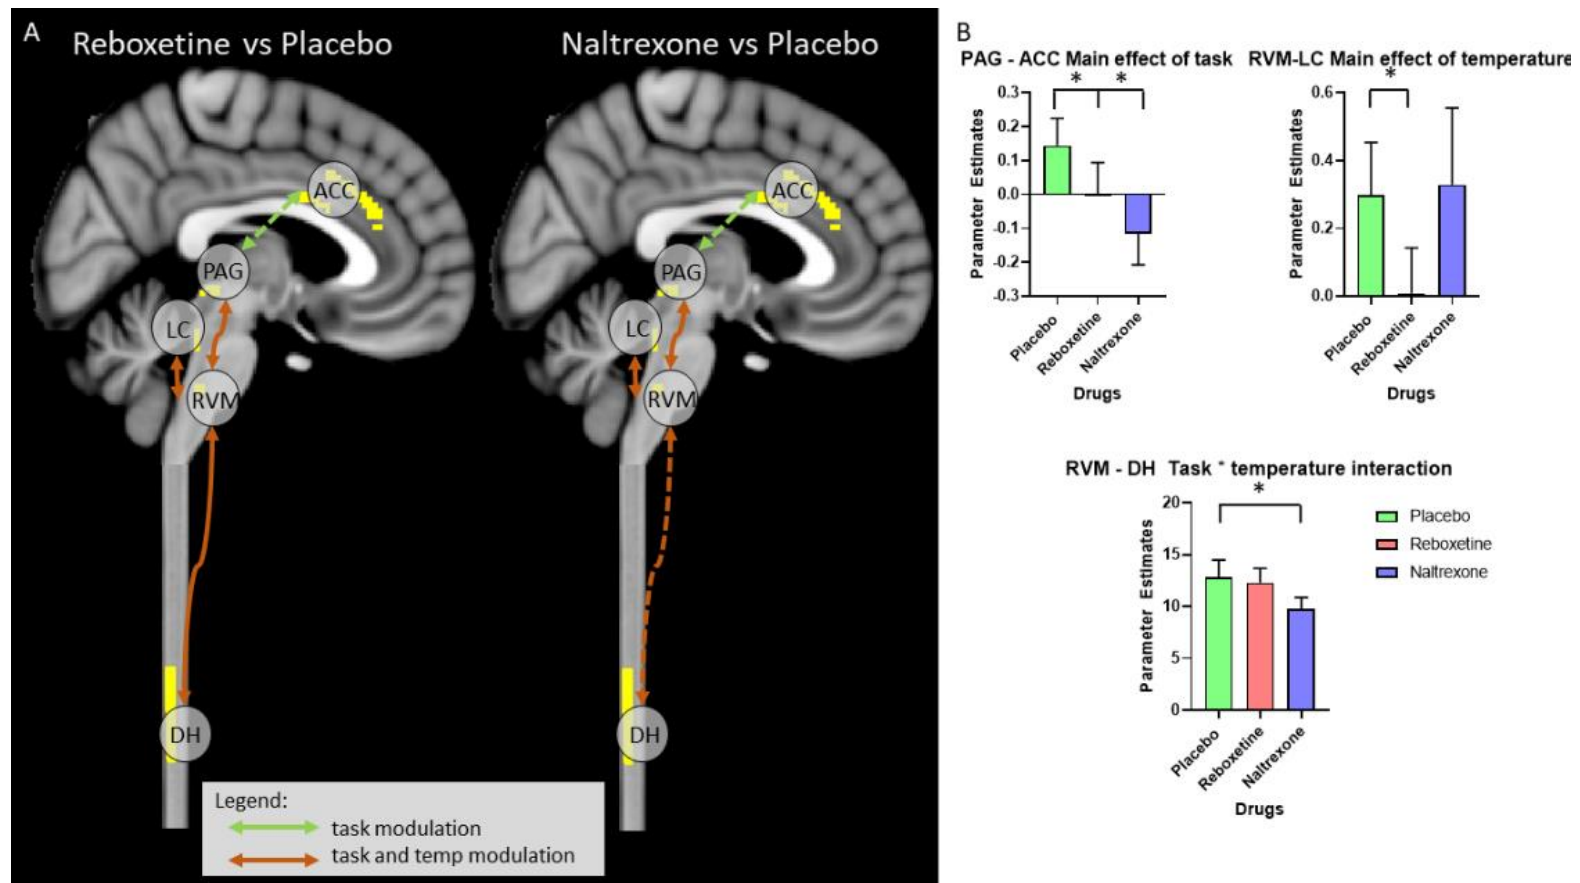 A
Reboxetine vs Placebo
Naltrexone vs Placebo
ACC
PAG
LC
RVM
DH
ACC
PAG
LC
RVM
DH
Legend:
task modulation
task and temp modulation
B
PAG - ACC Main effect of task
* *
Parameter Estimates
0.3
0.2
0.1
0.0
-0.1
-0.2
-0.3
Placebo
Reboxetine
Naltrexone
Drugs
RVM-LC Main effect of temperature
*
Parameter Estimates
0.6
0.4
0.2
0.0
Placebo
Reboxetine
Naltrexone
Drugs
RVM - DH Task * temperature interaction
*
Parameter Estimates
20
15
10
5
0
Placebo
Reboxetine
Naltrexone
Drugs
Placebo
Reboxetine
Naltrexone